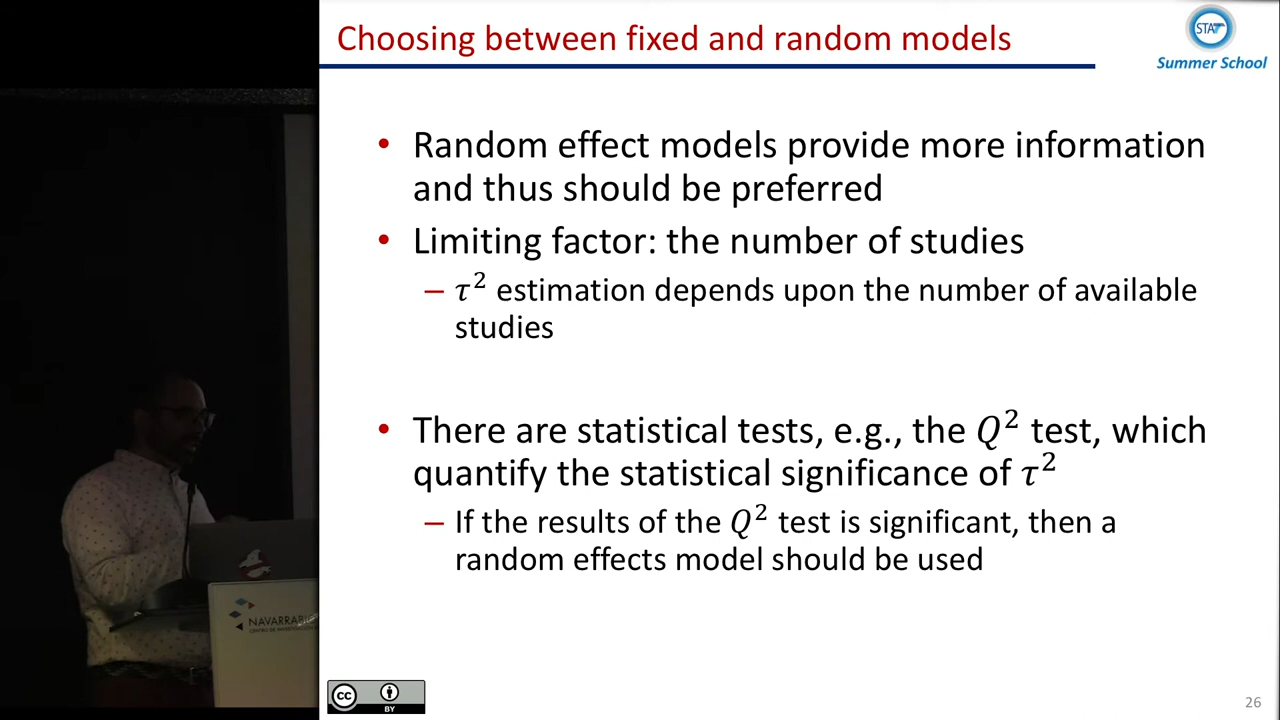 Choosing between fixed and random models
STAT
Summer School
• Random effect models provide more information
and thus should be preferred
• Limiting factor: the number of studies
– τ² estimation depends upon the number of available
studies
• There are statistical tests, e.g., the Q² test, which
quantify the statistical significance of τ²
– If the results of the Q² test is significant, then a
random effects model should be used
NAVARRABIO
cc
BY
26